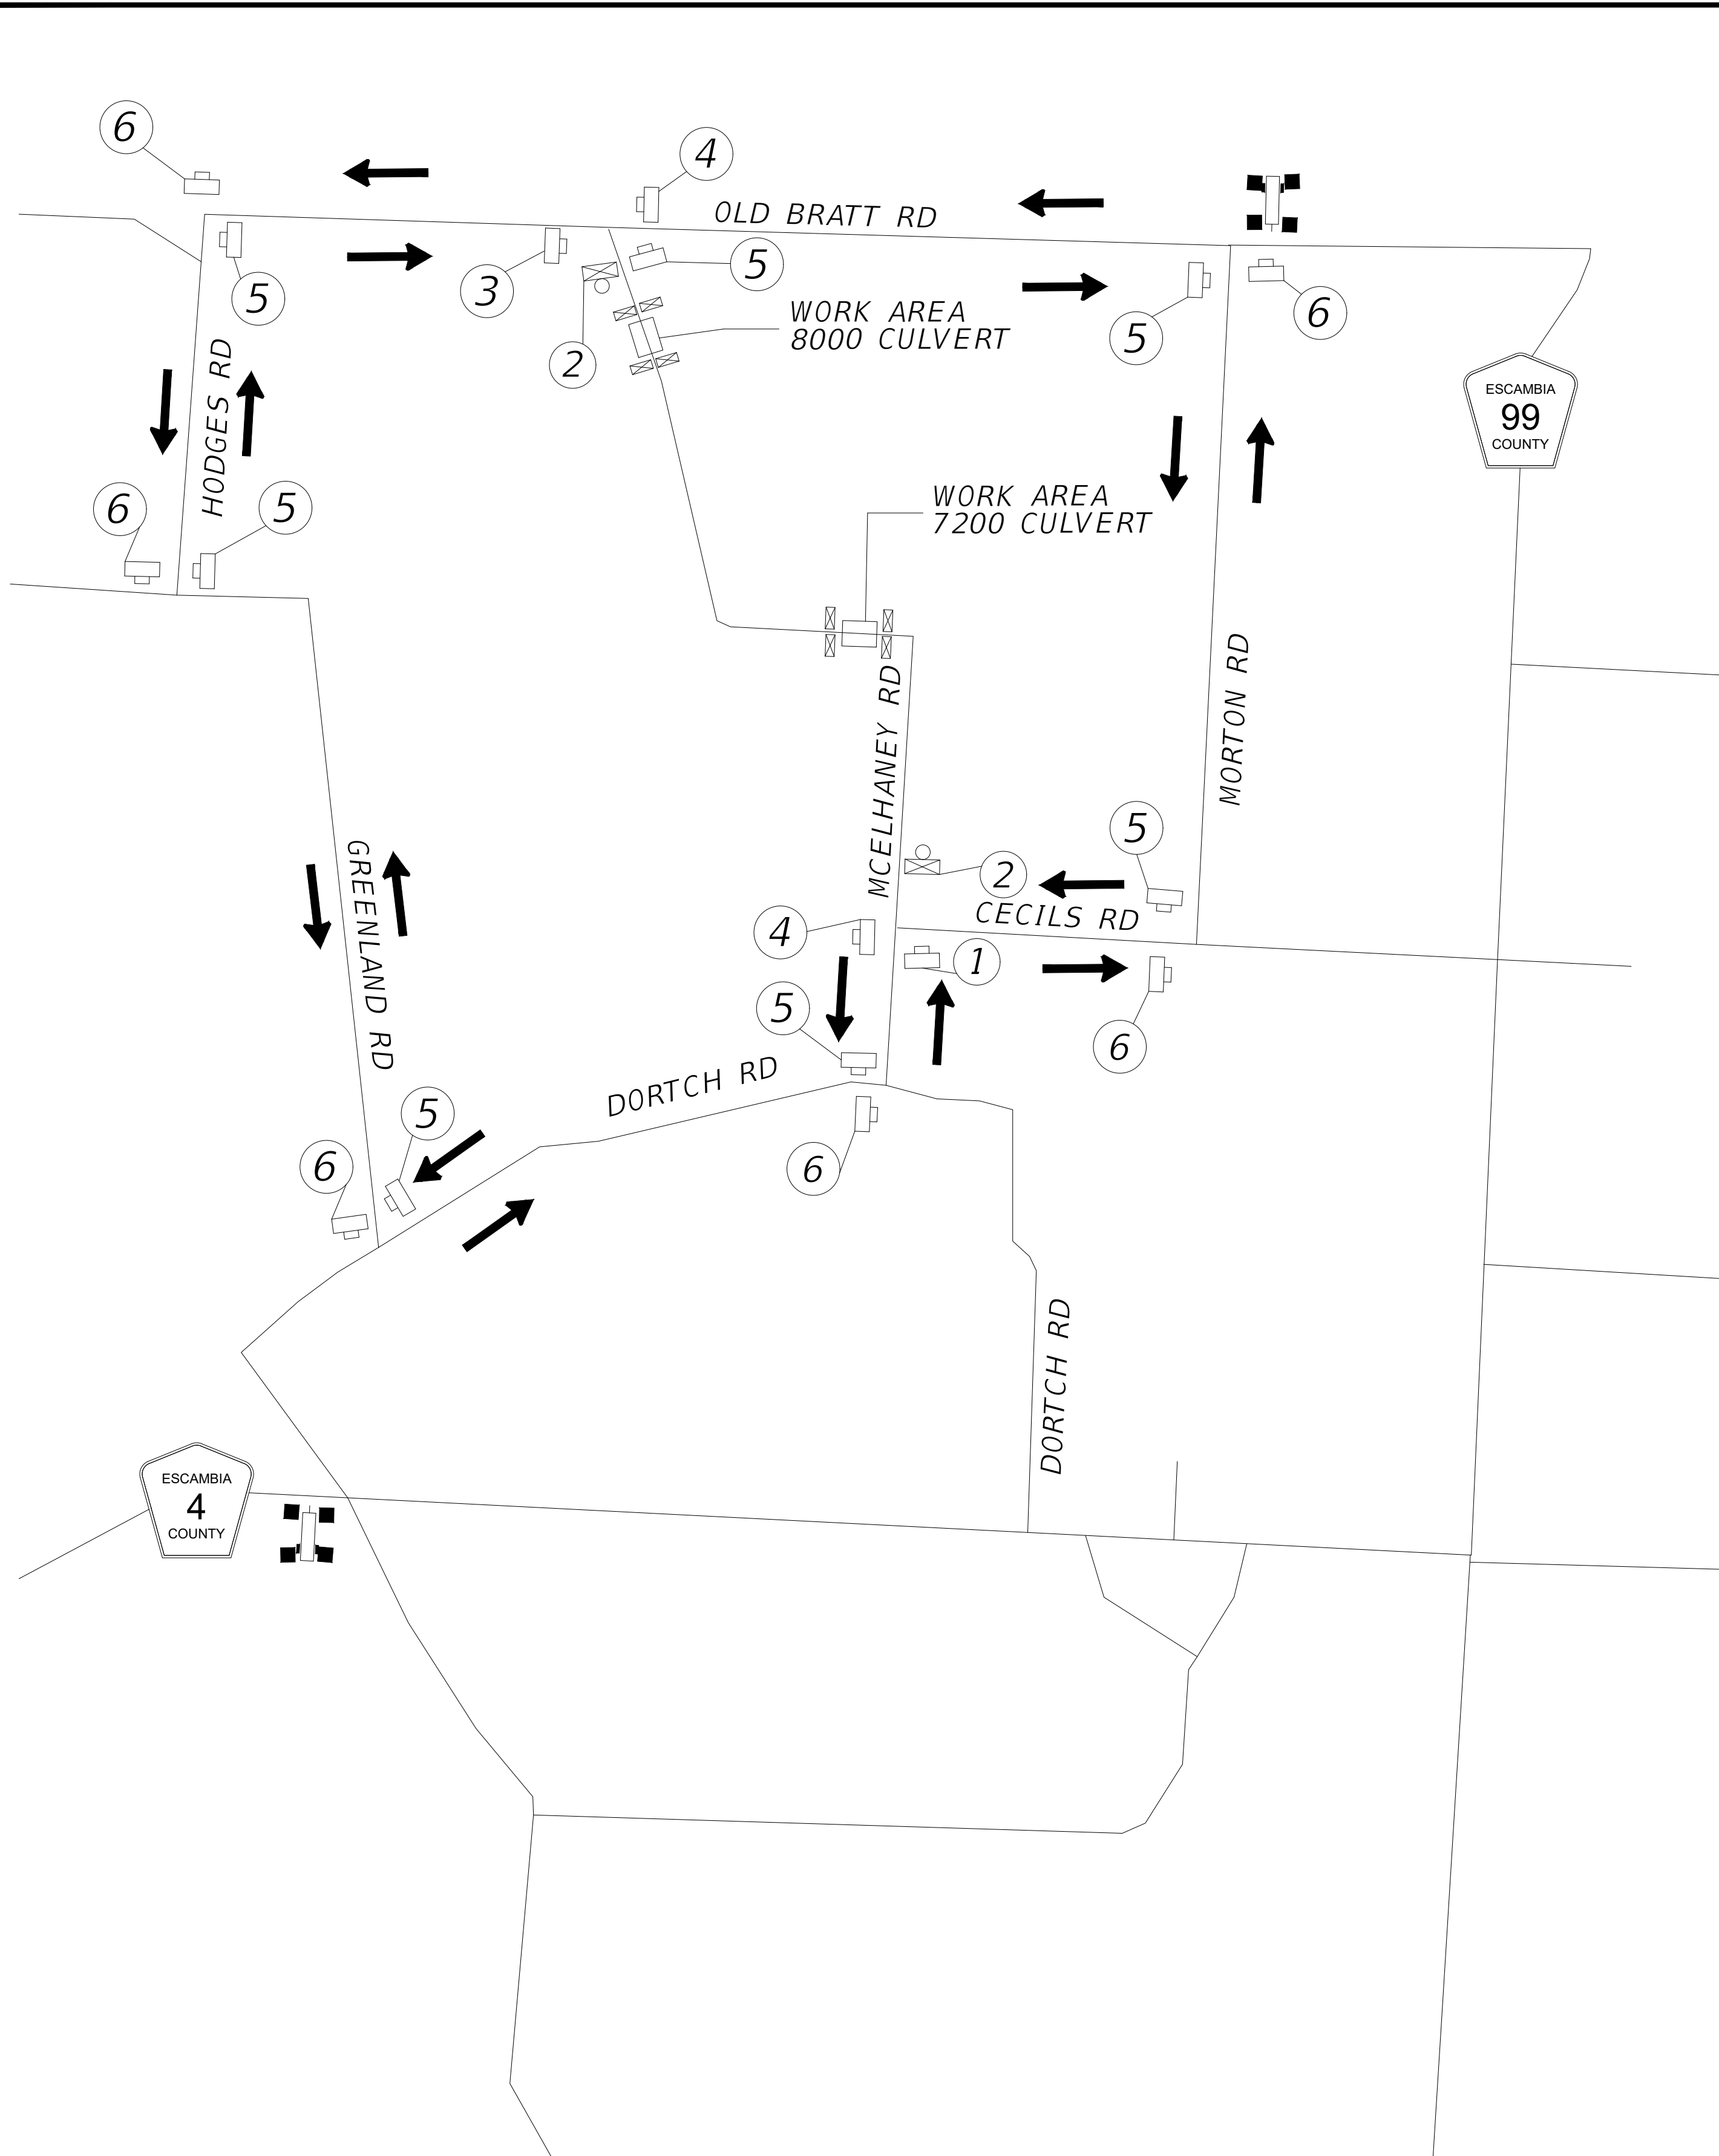 6
4
OLD BRATT RD
5
3
5
WORK AREA
8000 CULVERT
5
6
2
HODGES RD
ESCAMBIA
99
COUNTY
6
5
WORK AREA
7200 CULVERT
MORTON RD
MCELHANEY RD
5
2
GREENLAND RD
4
CECILS RD
1
5
6
DORTCH RD
5
6
6
DORTCH RD
ESCAMBIA
4
COUNTY